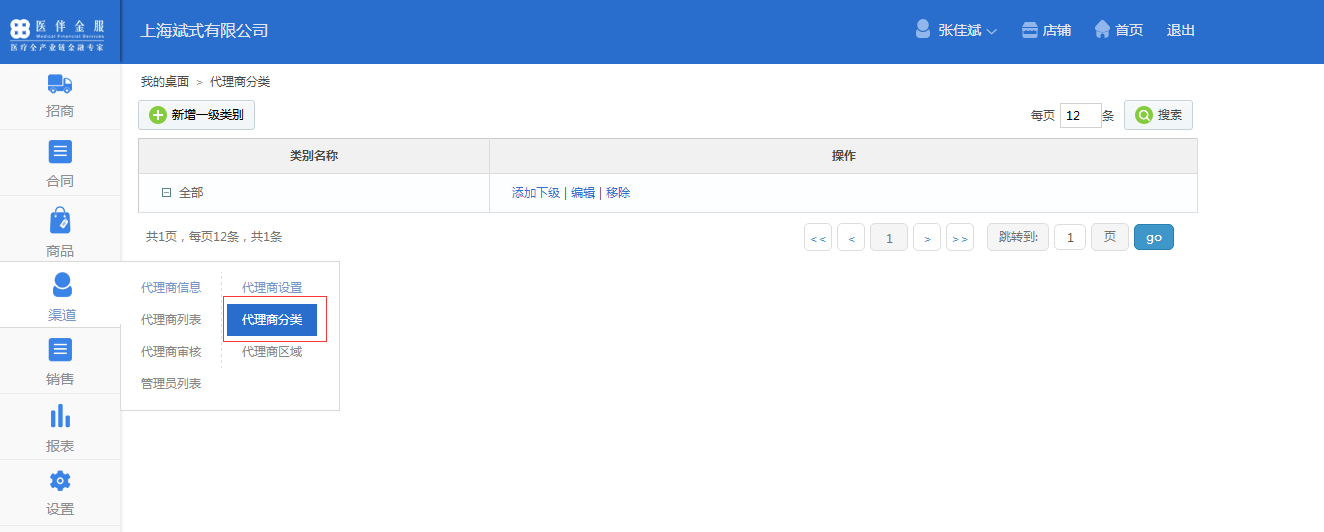 医伴金服
Medical Financial Services
医疗全产业链金融专家
上海斌式有限公司
张佳斌
店铺
首页
退出
招商
合同
商品
渠道
销售
报表
设置
我的桌面 > 代理商分类
新增一级类别
每页 12 条
搜索
类别名称 操作
全部 添加下级 | 编辑 | 移除
共1页，每页12条，共1条
<< < 1 > >> 跳转到: 1 页 go
代理商信息 代理商设置
代理商列表 代理商分类
代理商审核 代理商区域
管理员列表